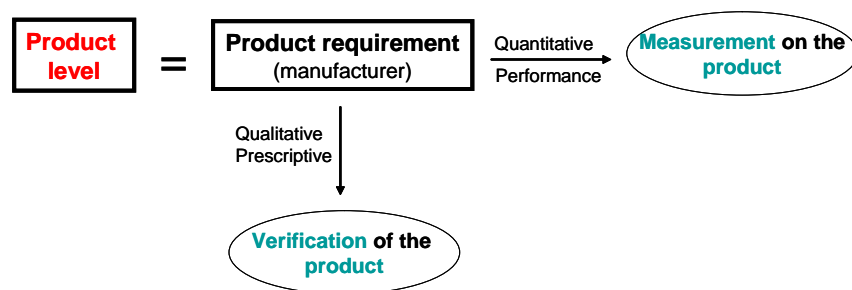 Product
level
=
Product requirement
(manufacturer)
Quantitative
Performance
Measurement on the
product
Qualitative
Prescriptive
Verification of the
product